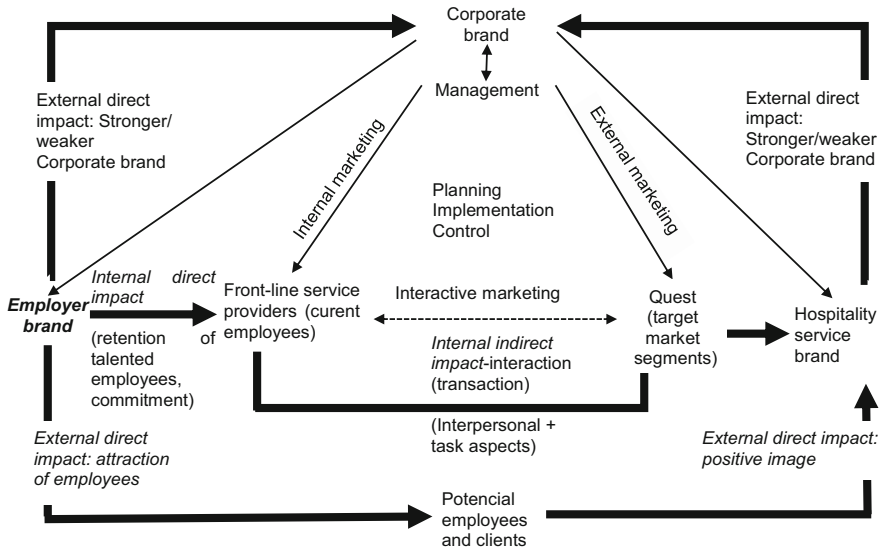 Corporate
brand
Management
External direct
impact: Stronger/
weaker
Corporate brand
External direct
impact:
Stronger/weaker
Corporate brand
Internal marketing
External marketing
Planning
Implementation
Control
Employer
brand
Internal direct
impact
(retention of
talented
employees,
commitment)
Front-line service
providers (curent
employees)
Interactive marketing
Internal indirect
impact-interaction
(transaction)
(Interpersonal +
task aspects)
Quest
(target
market
segments)
Hospitality
service
brand
External direct
impact: attraction
of employees
External direct impact:
positive image
Potencial
employees
and clients